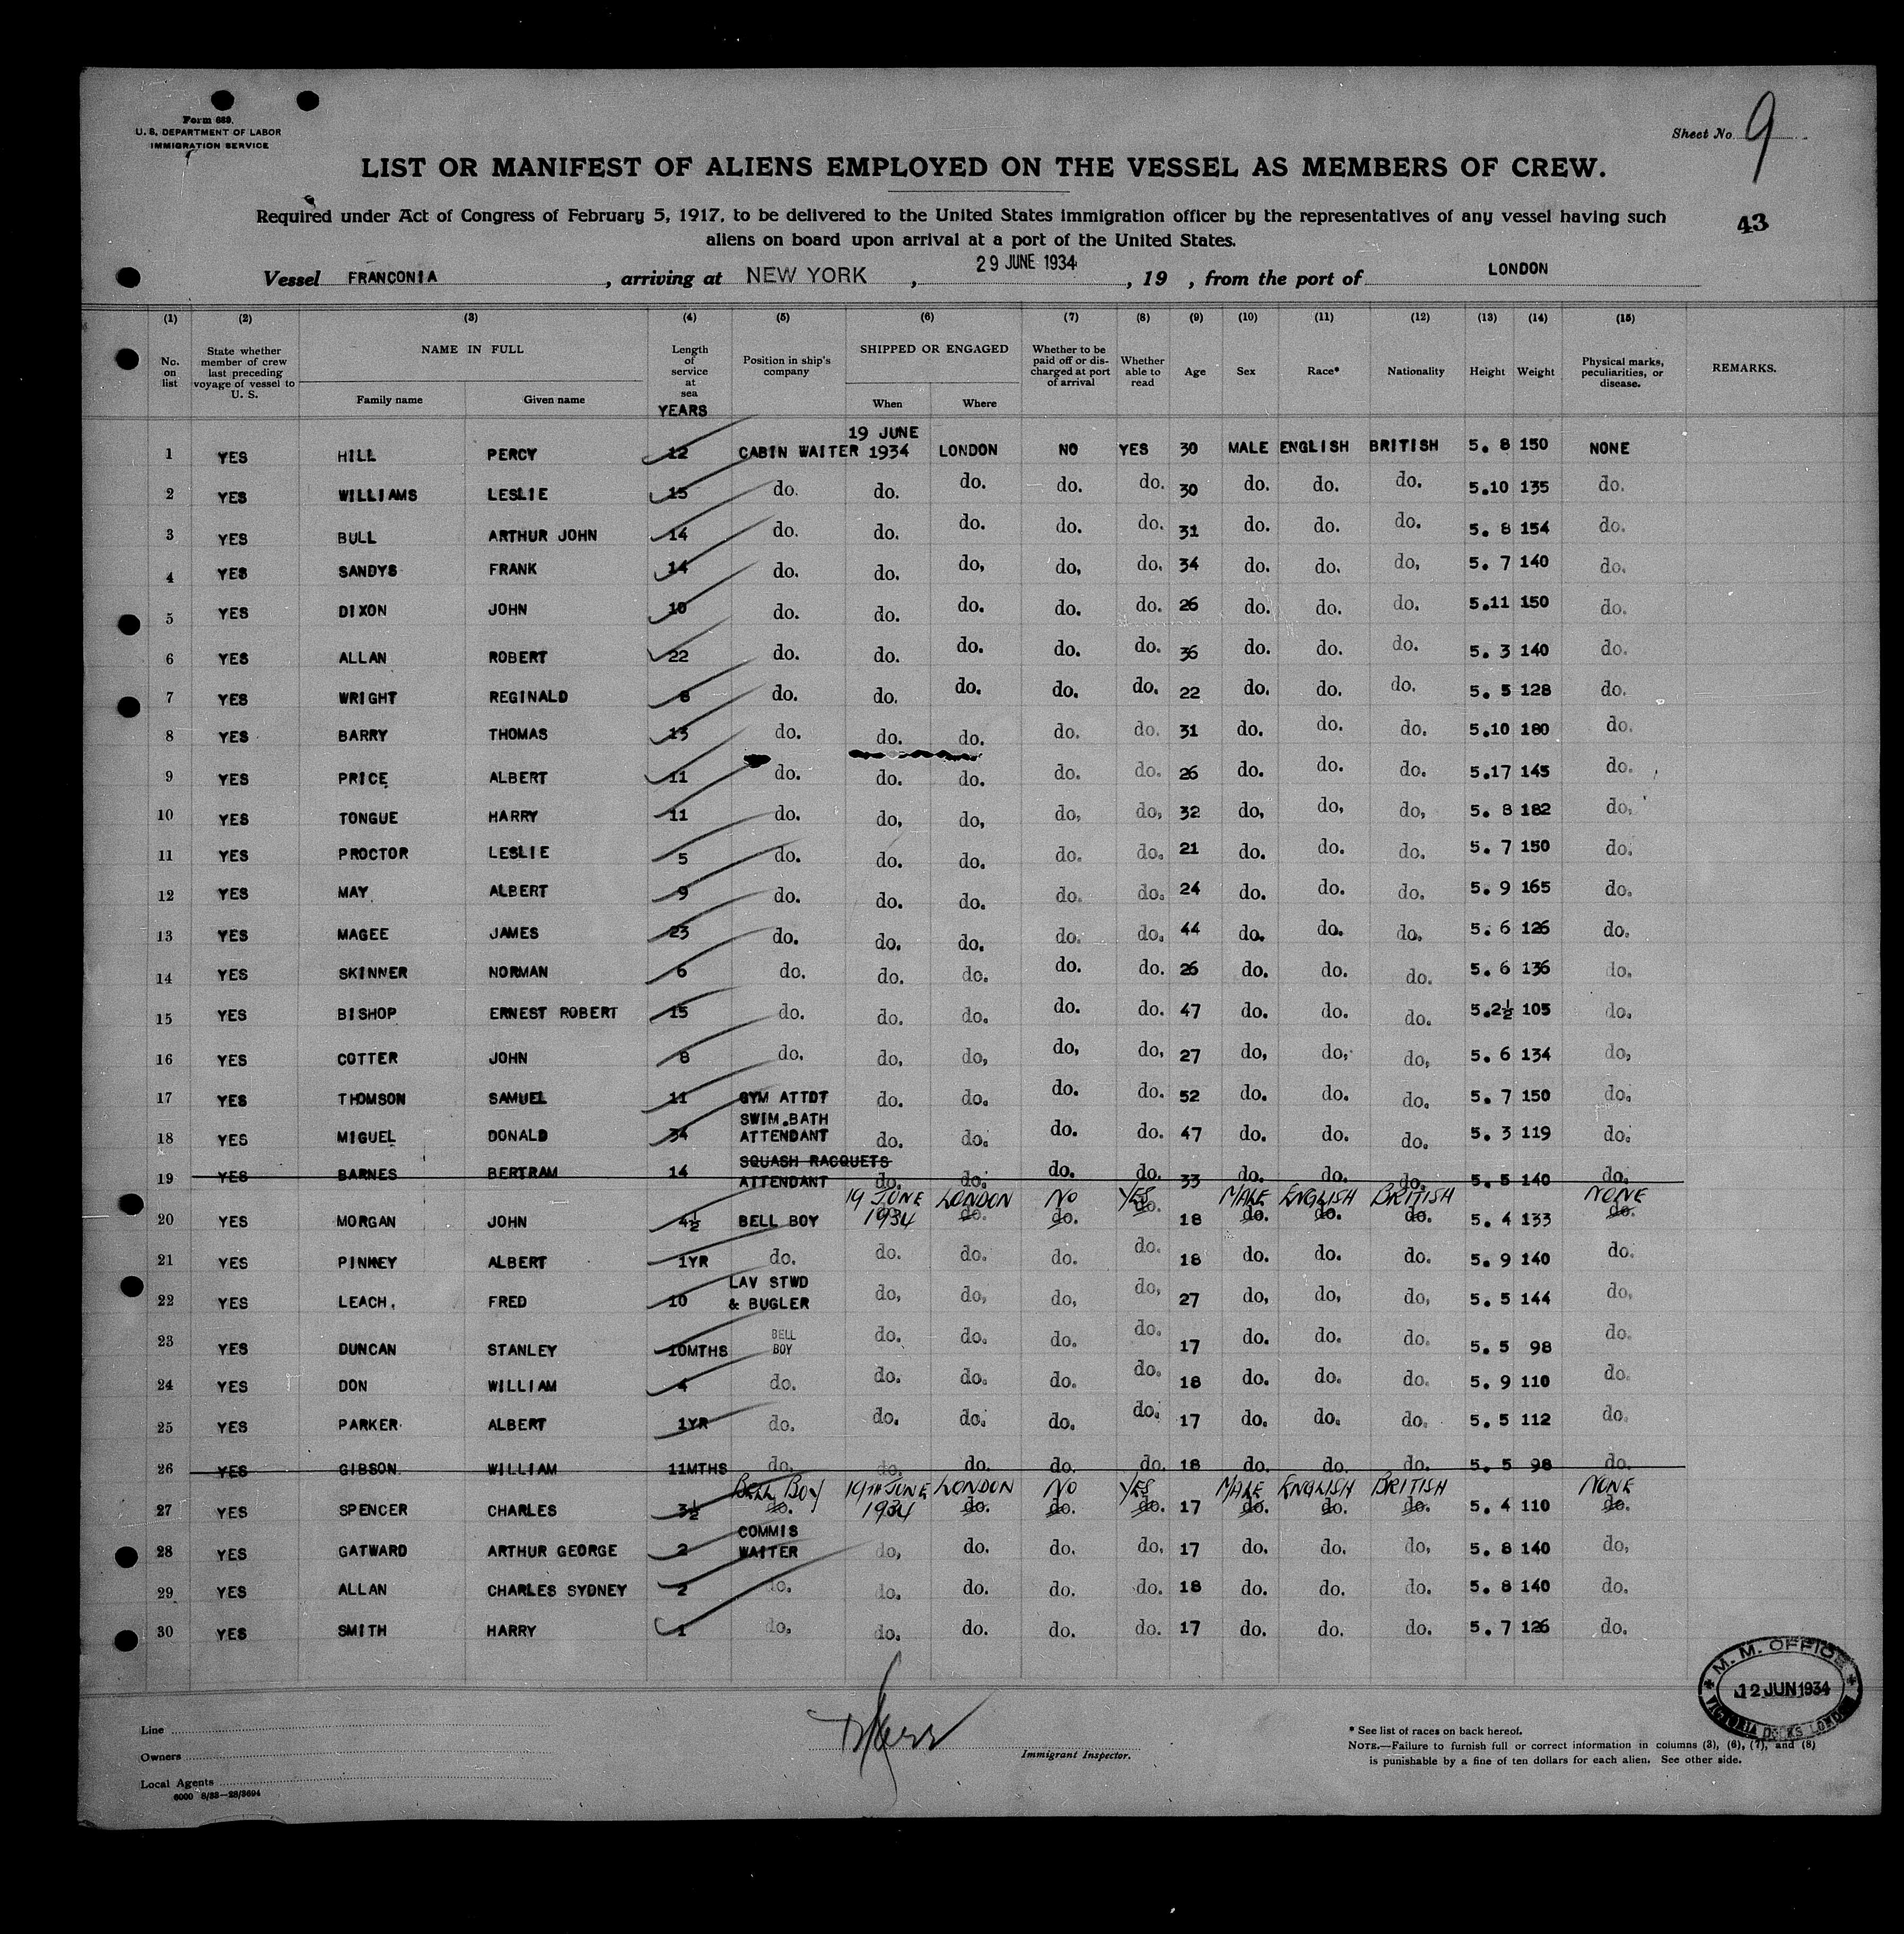 Form 689.
U. S. DEPARTMENT OF LABOR
IMMIGRATION SERVICE
Sheet No. 9
LIST OR MANIFEST OF ALIENS EMPLOYED ON THE VESSEL AS MEMBERS OF CREW.
Required under Act of Congress of February 5, 1917, to be delivered to the United States immigration officer by the representatives of any vessel having such
aliens on board upon arrival at a port of the United States.
43
Vessel FRANCONIA, arriving at NEW YORK, 29 JUNE 1934, 19 , from the port of LONDON
(1) (2) (3) (4) (5) (6) (7) (8) (9) (10) (11) (12) (13) (14) (15)
No. on list | State whether member of crew last preceding voyage of vessel to U. S. | NAME IN FULL Family name Given name | Length of service at sea YEARS | Position in ship's company | SHIPPED OR ENGAGED When Where | Whether to be paid off or discharged at port of arrival | Whether able to read | Age | Sex | Race* | Nationality | Height | Weight | Physical marks, peculiarities, or disease. | REMARKS.
1 YES HILL PERCY 12 CABIN WAITER 19 JUNE 1934 LONDON NO YES 30 MALE ENGLISH BRITISH 5. 8 150 NONE
2 YES WILLIAMS LESLIE 15 do. do. do. do. do. 30 do. do. do. 5.10 135 do.
3 YES BULL ARTHUR JOHN 14 do. do. do. do. do. 31 do. do. do. 5. 8 154 do.
4 YES SANDYS FRANK 14 do. do. do, do, do. 34 do. do. do, 5. 7 140 do.
5 YES DIXON JOHN 10 do. do. do. do. do. 26 do. do. do. 5.11 150 do.
6 YES ALLAN ROBERT 22 do. do. do. do. do. 36 do. do. do. 5. 3 140 do.
7 YES WRIGHT REGINALD 8 do. do. do. do. do. 22 do. do. do. 5. 5 128 do.
8 YES BARRY THOMAS 13 do. do. do. do. do. 31 do. do. do. 5.10 180 do.
9 YES PRICE ALBERT 11 do. do. do. do. do. 26 do. do. do. 5.17 145 do.
10 YES TONGUE HARRY 11 do. do, do, do, do, 32 do, do, do, 5. 8 182 do,
11 YES PROCTOR LESLIE 5 do. do. do. do. do. 21 do. do. do. 5. 7 150 do.
12 YES MAY ALBERT 9 do. do. do. do. do. 24 do. do. do. 5. 9 165 do.
13 YES MAGEE JAMES 23 do. do. do. do. do. 44 do. do. do. 5. 6 126 do.
14 YES SKINNER NORMAN 6 do. do. do. do. do. 26 do. do. do. 5. 6 136 do.
15 YES BISHOP ERNEST ROBERT 15 do. do. do. do. do. 47 do. do. do. 5.2½ 105 do.
16 YES COTTER JOHN 8 do. do, do, do, do, 27 do, do, do, 5. 6 134 do,
17 YES THOMSON SAMUEL 11 GYM ATTDT do. do. do. do. 52 do. do. do. 5. 7 150 do.
18 YES MIGUEL DONALD 34 SWIM.BATH ATTENDANT do. do. do. do. 47 do. do. do. 5. 3 119 do.
19 YES BARNES BERTRAM 14 SQUASH RACQUETS ATTENDANT do. do. do. do. 33 do. do. do. 5. 5 140 do.
19 JUNE LONDON NO YES MALE ENGLISH BRITISH NONE
20 YES MORGAN JOHN 4½ BELL BOY 1934 do. do. do. 18 do. do. do. 5. 4 133 do.
21 YES PINNEY ALBERT 1YR do. do. do. do. do. 18 do. do. do. 5. 9 140 do.
22 YES LEACH. FRED 10 LAV STWD & BUGLER do, do, do, do, 27 do, do, do, 5. 5 144 do,
23 YES DUNCAN STANLEY 10MTHS BELL BOY do. do. do. do. 17 do. do. do. 5. 5 98 do.
24 YES DON WILLIAM 4 do. do. do. do. do. 18 do. do. do. 5. 9 110 do.
25 YES PARKER ALBERT 1YR do. do. do. do. do. 17 do. do. do. 5. 5 112 do.
26 YES GIBSON WILLIAM 11MTHS do. do. do. do. do. 18 do. do. do. 5. 5 98 do.
BELL BOY 19TH JUNE LONDON NO YES MALE ENGLISH BRITISH NONE
27 YES SPENCER CHARLES 3½ do. 1934 do. do. do. 17 do. do. do. 5. 4 110 do.
28 YES GATWARD ARTHUR GEORGE 2 COMMIS WAITER do, do. do. do, 17 do. do. do, 5. 8 140 do,
29 YES ALLAN CHARLES SYDNEY 2 do. do. do. do. do. 18 do. do. do. 5. 8 140 do.
30 YES SMITH HARRY 1 do, do. do. do. do. 17 do. do. do. 5. 7 126 do.
M. M. OFFICE
12 JUN 1934
VICTORIA DOCKS LOND
Line
Owners
Local Agents
6000 8/33—28/3694
Immigrant Inspector.
* See list of races on back hereof.
NOTE.—Failure to furnish full or correct information in columns (3), (6), (7), and (8)
is punishable by a fine of ten dollars for each alien. See other side.